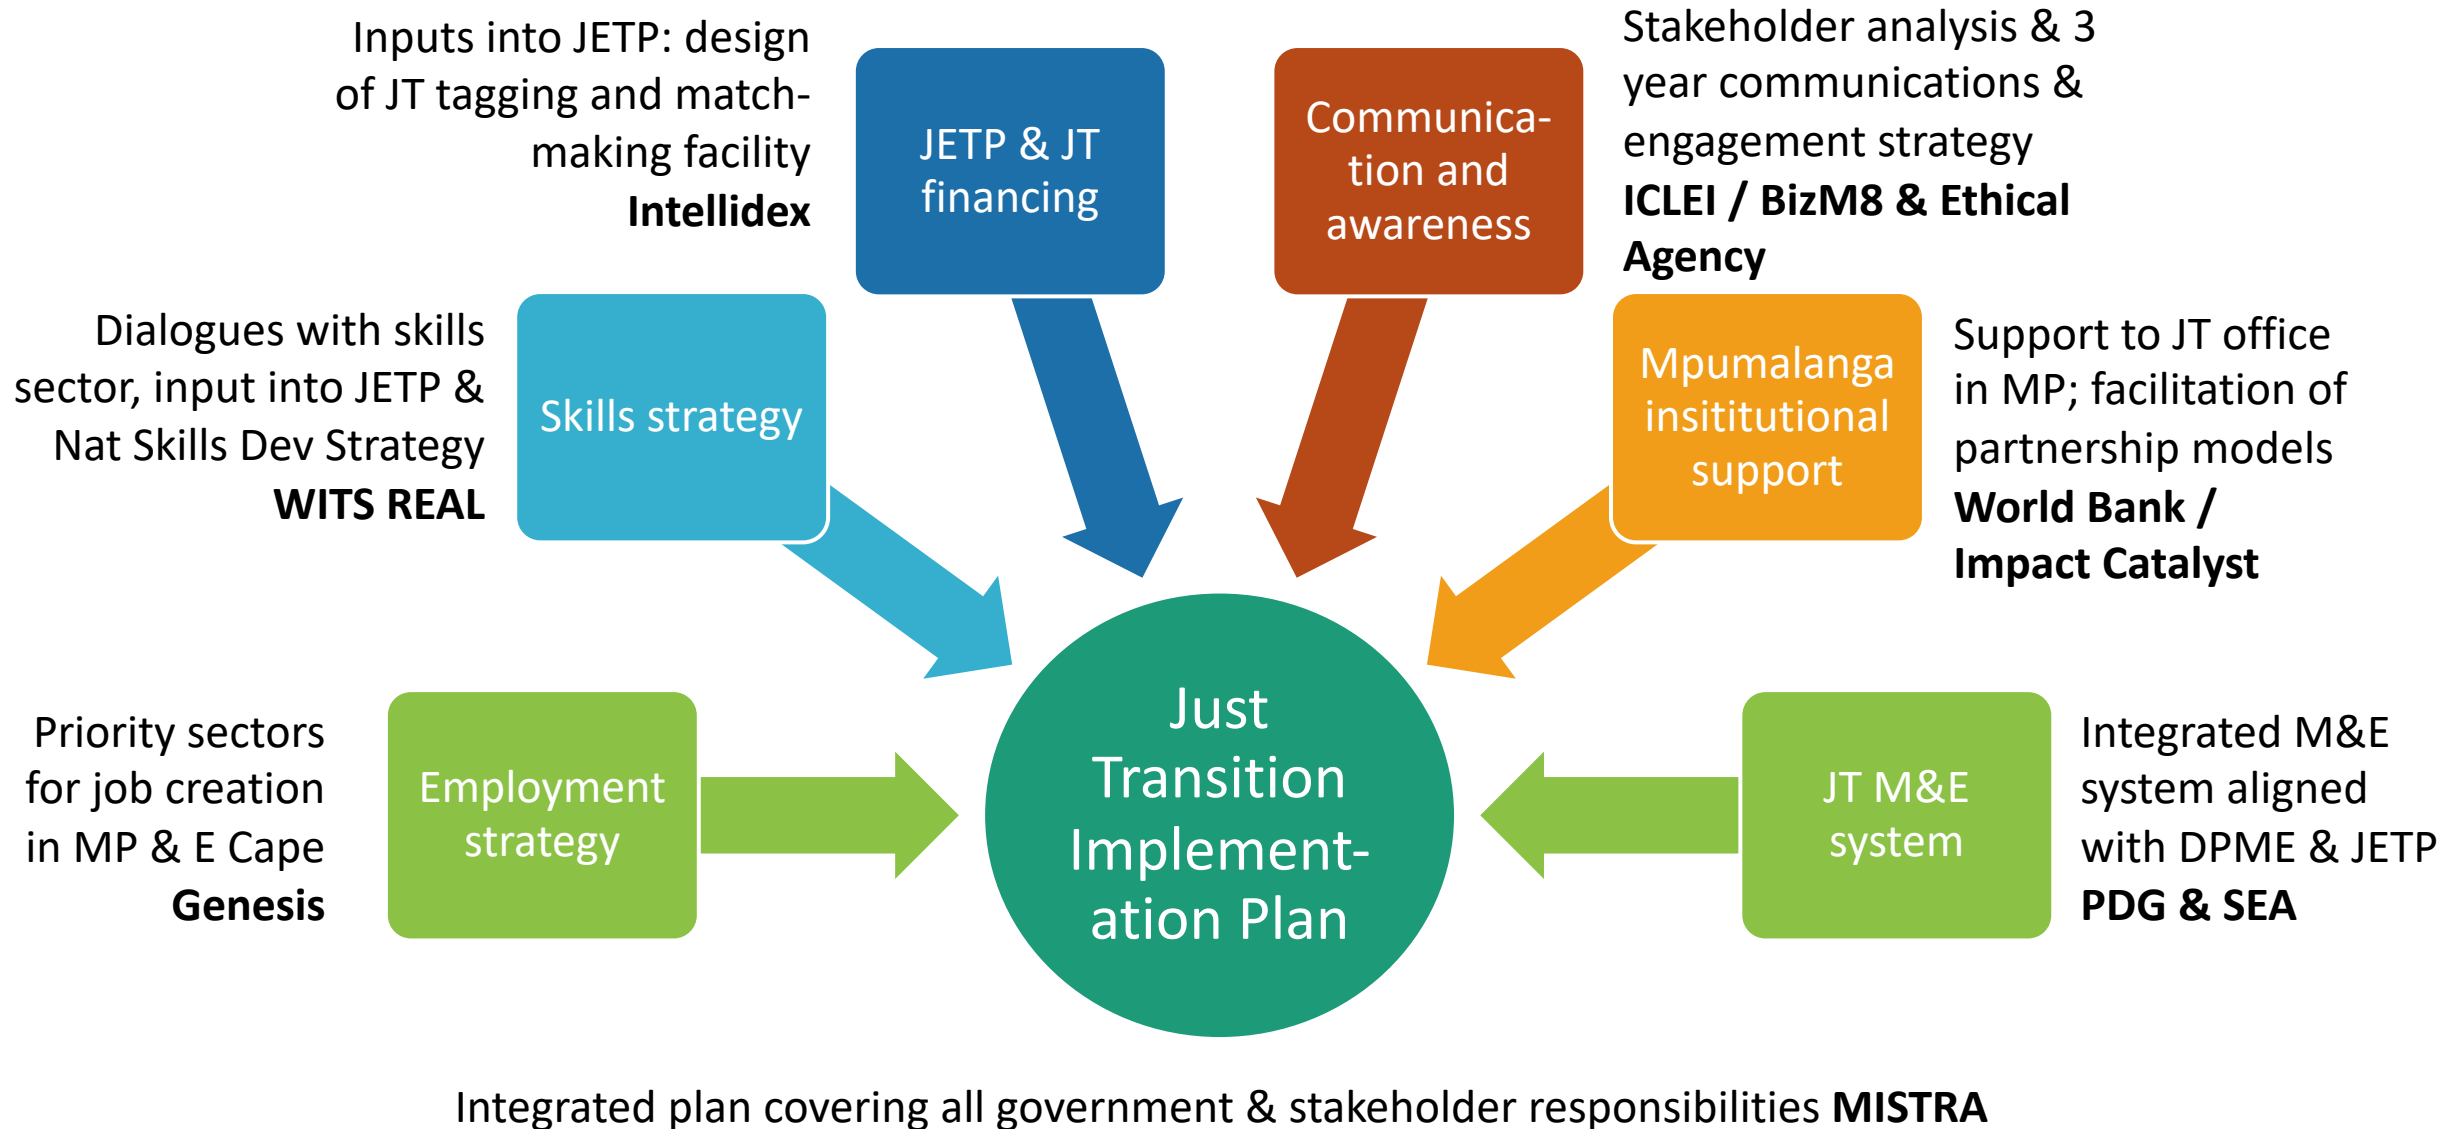 Inputs into JETP: design
of JT tagging and match-
making facility
Intellidex
JETP & JT
financing
Communica-
tion and
awareness
Stakeholder analysis & 3
year communications &
engagement strategy
ICLEI / BizM8 & Ethical
Agency
Dialogues with skills
sector, input into JETP &
Nat Skills Dev Strategy
WITS REAL
Skills strategy
Mpumalanga
insititutional
support
Support to JT office
in MP; facilitation of
partnership models
World Bank /
Impact Catalyst
Priority sectors
for job creation
in MP & E Cape
Genesis
Employment
strategy
Just
Transition
Implement-
ation Plan
JT M&E
system
Integrated M&E
system aligned
with DPME & JETP
PDG & SEA
Integrated plan covering all government & stakeholder responsibilities MISTRA